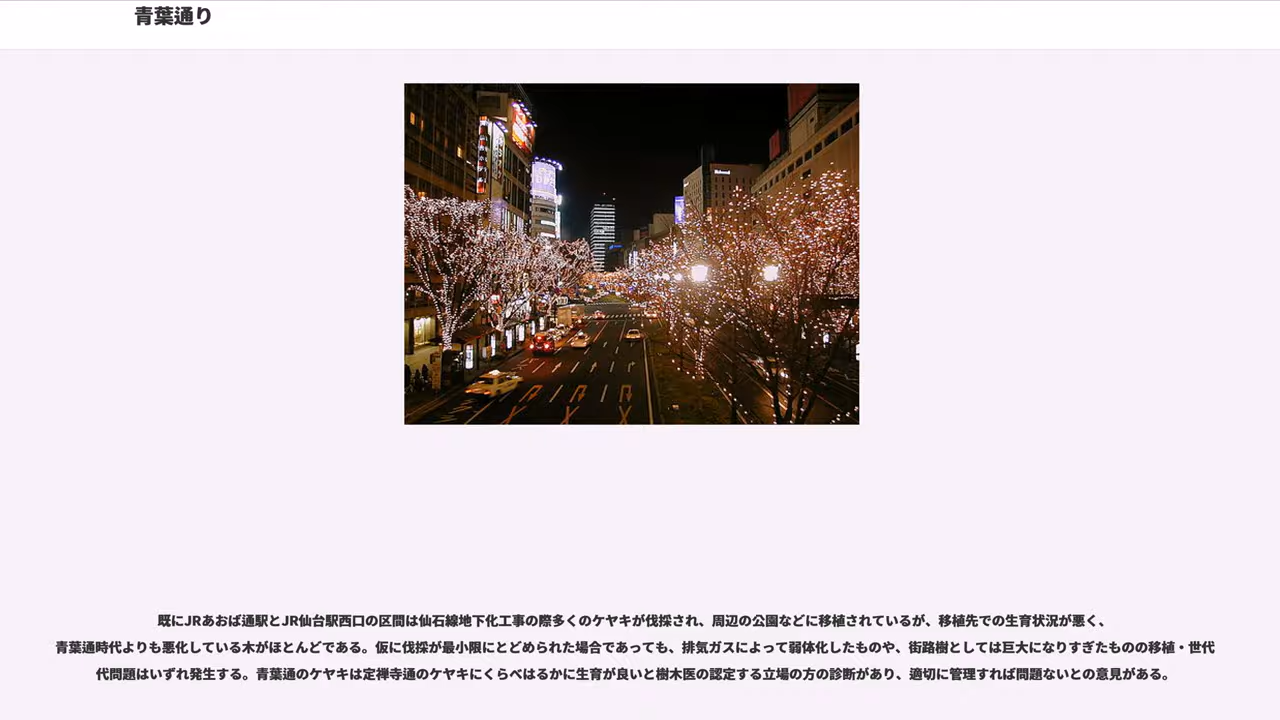 青葉通り
既にJRあおば通駅とJR仙台駅西口の区間は仙石線地下化工事の際多くのケヤキが伐採され、周辺の公園などに移植されているが、移植先での生育状況が悪く、
青葉通時代よりも悪化している木がほとんどである。仮に伐採が最小限にとどめられた場合であっても、排気ガスによって弱体化したものや、街路樹としては巨大になりすぎたものの移植・世代
代問題はいずれ発生する。青葉通のケヤキは定禅寺通のケヤキにくらべはるかに生育が良いと樹木医の認定する立場の方の診断があり、適切に管理すれば問題ないとの意見がある。